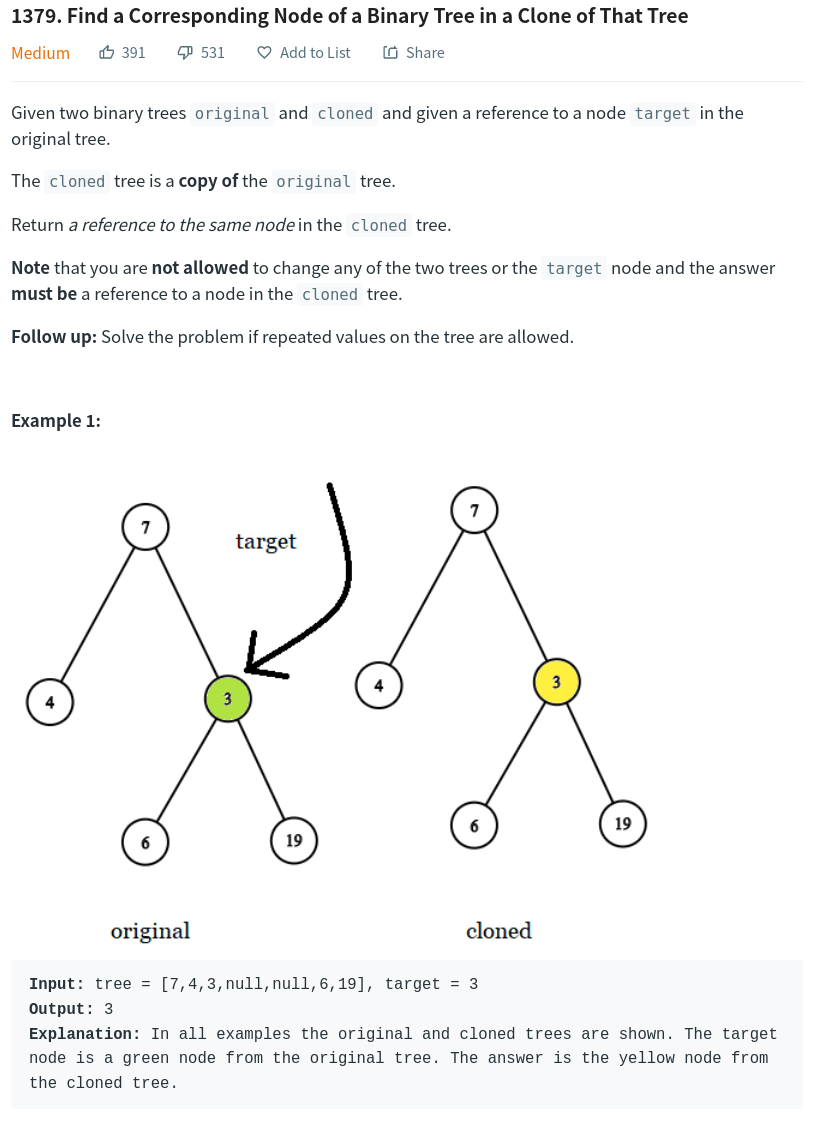 1379. Find a Corresponding Node of a Binary Tree in a Clone of That Tree
Medium 391 531 Add to List Share
Given two binary trees original and cloned and given a reference to a node target in the
original tree.
The cloned tree is a copy of the original tree.
Return a reference to the same node in the cloned tree.
Note that you are not allowed to change any of the two trees or the target node and the answer
must be a reference to a node in the cloned tree.
Follow up: Solve the problem if repeated values on the tree are allowed.
Example 1:
7
target
4
3
6
19
original
7
4
3
6
19
cloned
Input: tree = [7,4,3,null,null,6,19], target = 3
Output: 3
Explanation: In all examples the original and cloned trees are shown. The target
node is a green node from the original tree. The answer is the yellow node from
the cloned tree.